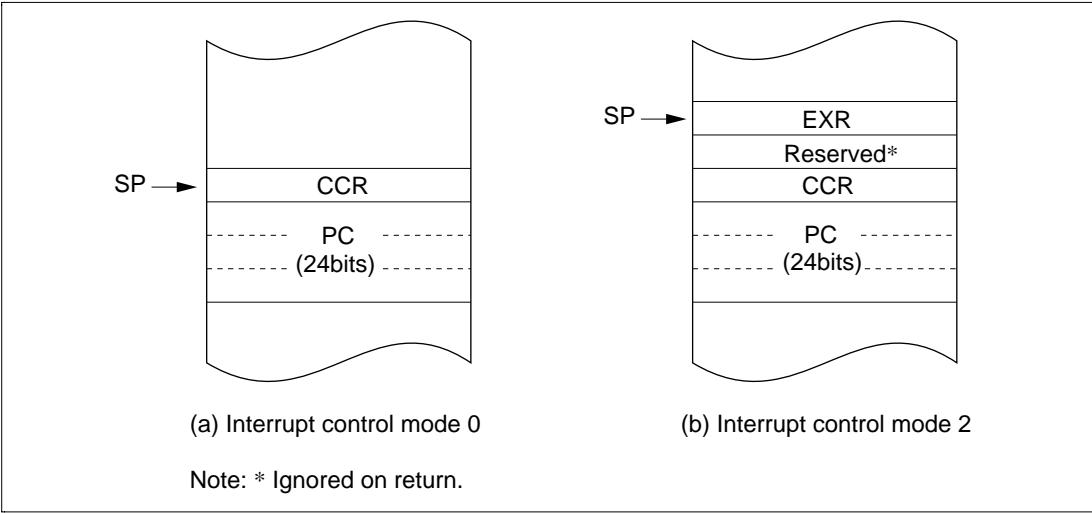 SP
CCR
PC
(24bits)
(a) Interrupt control mode 0
SP
EXR
Reserved*
CCR
PC
(24bits)
(b) Interrupt control mode 2
Note: * Ignored on return.